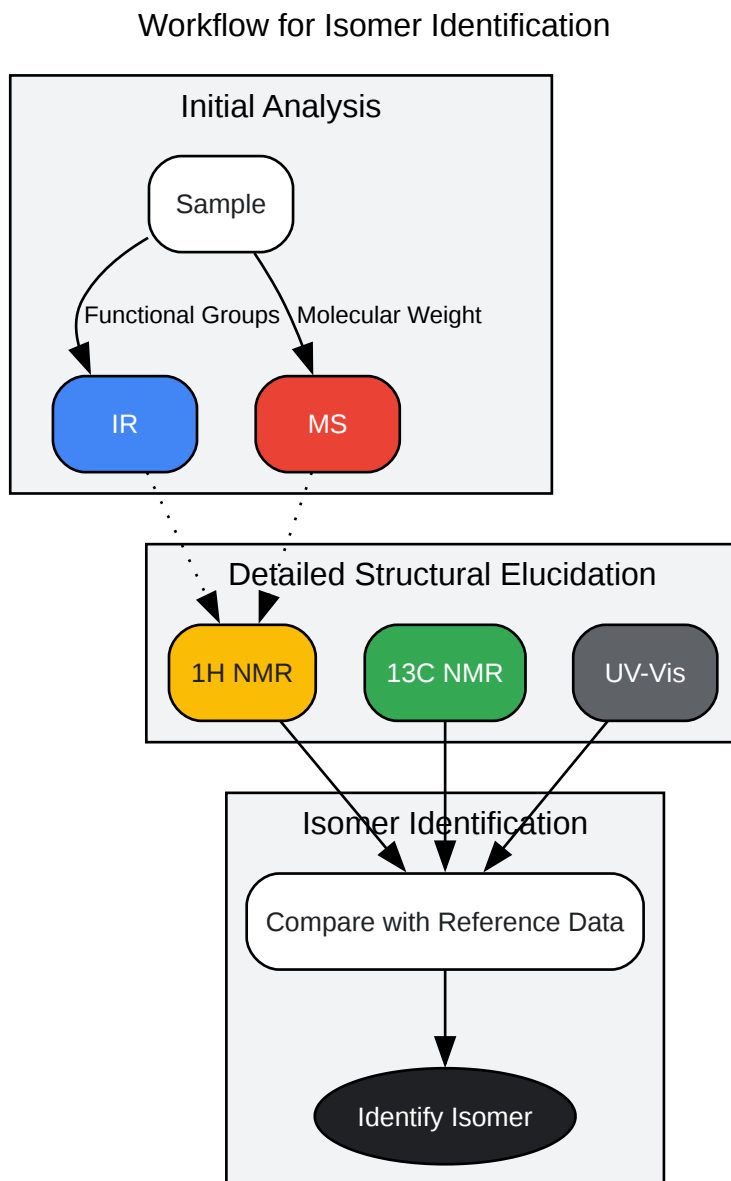 Workflow for Isomer Identification
Initial Analysis
Sample
Functional Groups
Molecular Weight
IR
MS
Detailed Structural Elucidation
1H NMR
13C NMR
UV-Vis
Isomer Identification
Compare with Reference Data
Identify Isomer